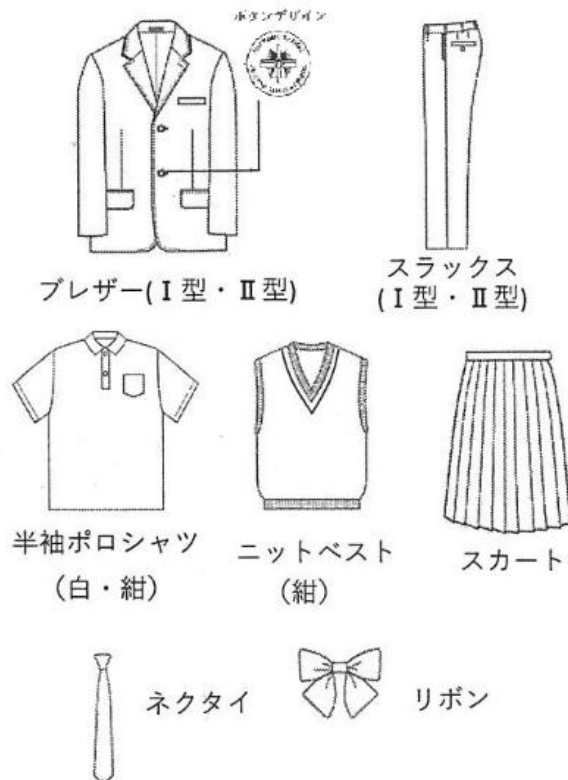 ボタンデザイン
ブレザー(Ⅰ型・Ⅱ型)
スラックス
(Ⅰ型・Ⅱ型)
半袖ポロシャツ
(白・紺)
ニットベスト
(紺)
スカート
ネクタイ
リボン